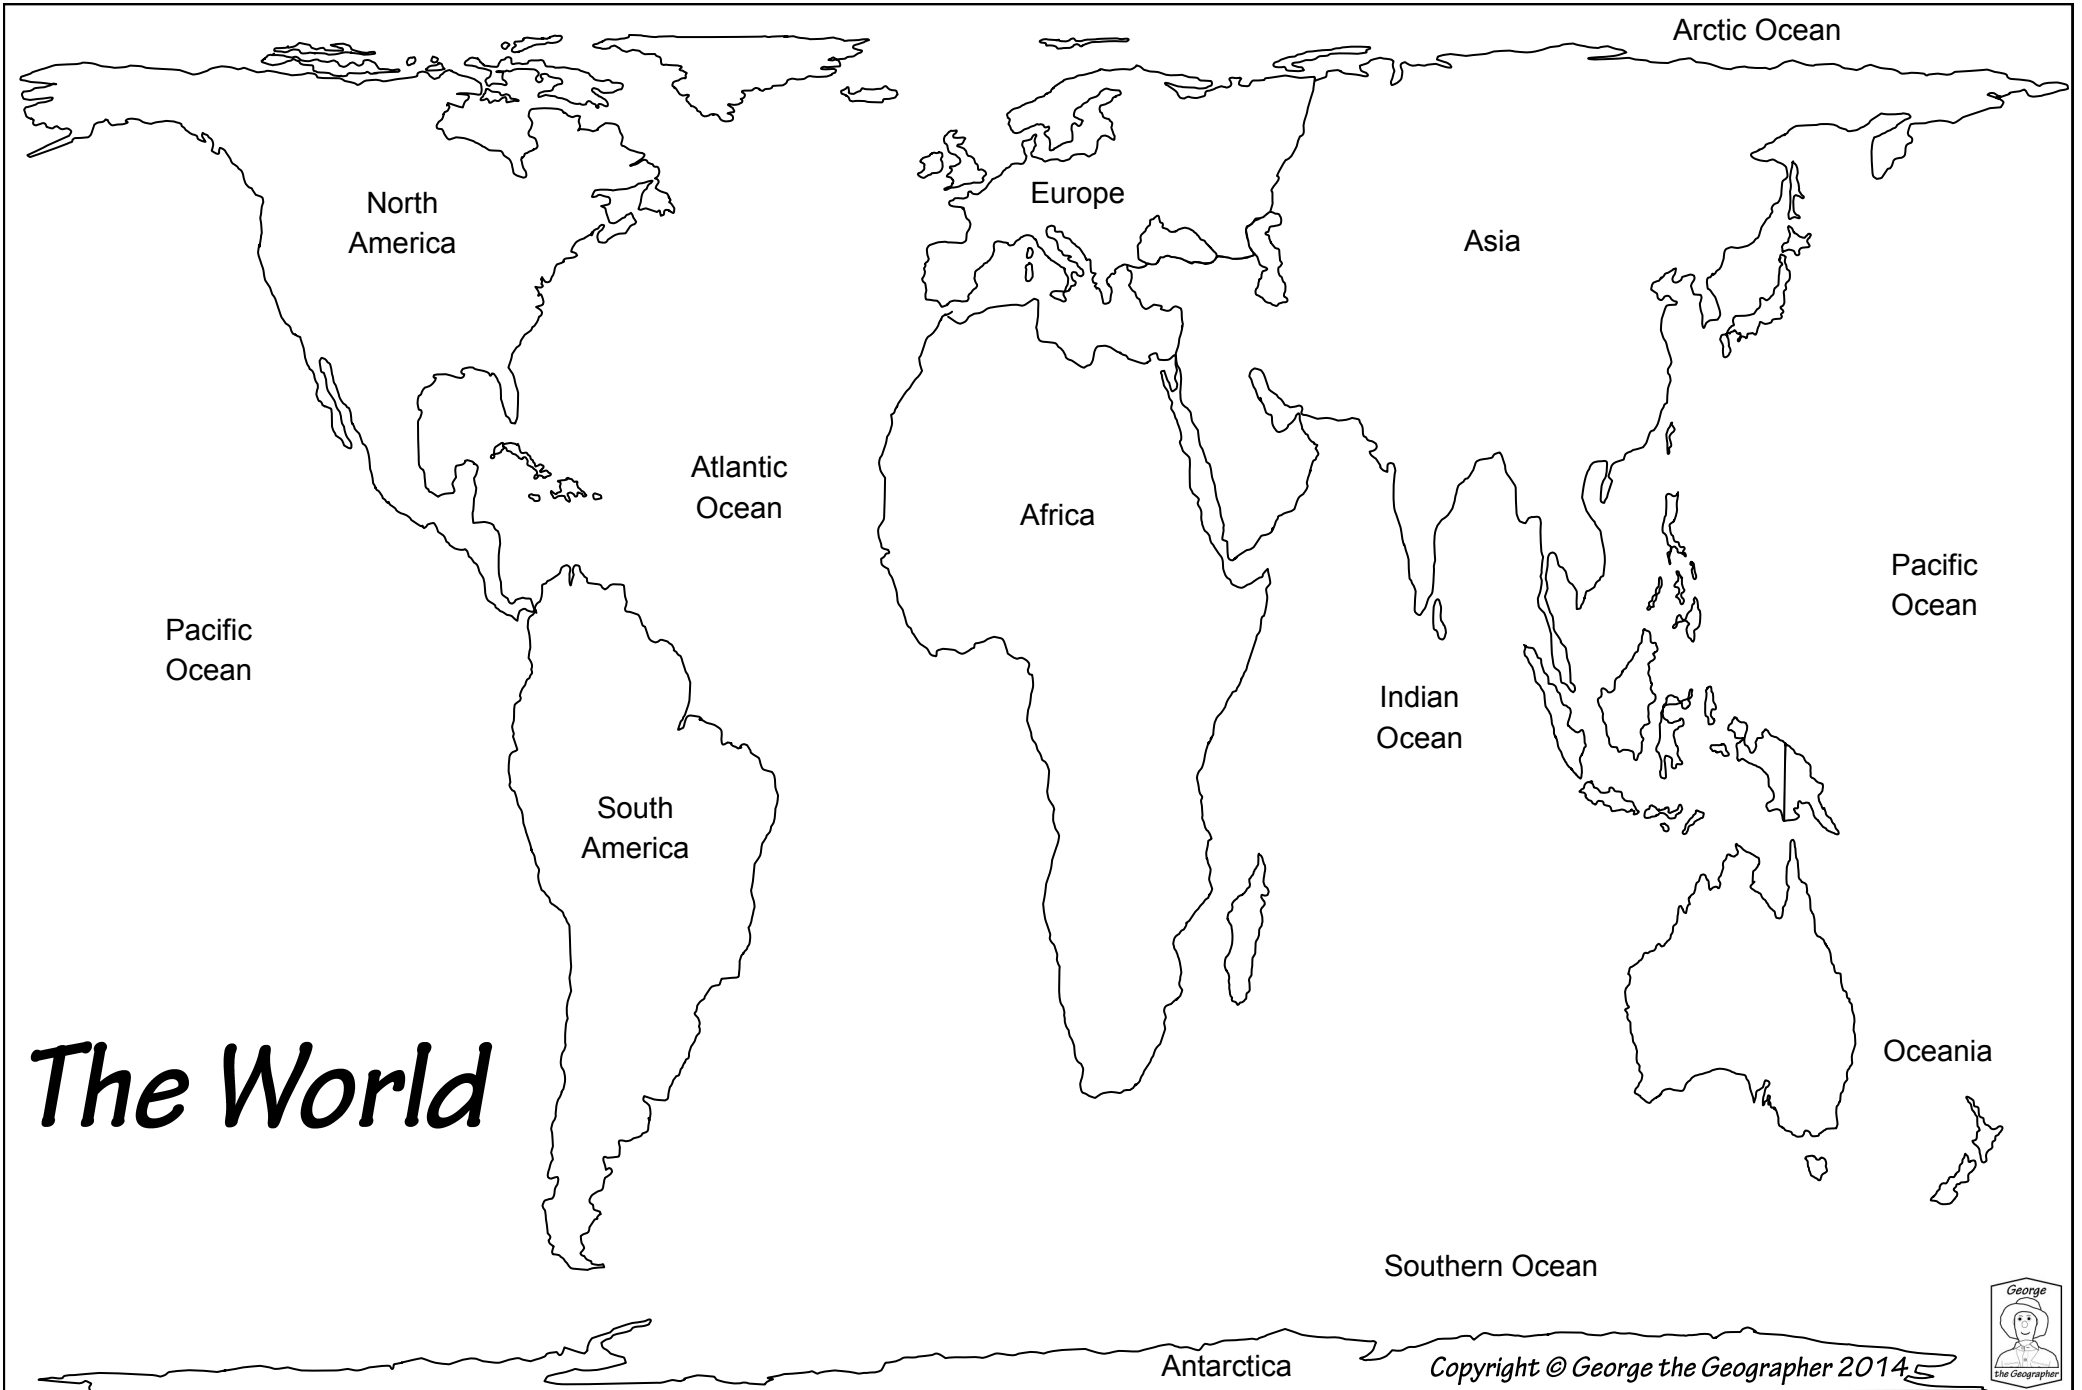 Arctic Ocean
North
America
Europe
Asia
Atlantic
Ocean
Africa
Pacific
Ocean
Pacific
Ocean
Indian
Ocean
South
America
The World
Oceania
Southern Ocean
Antarctica
Copyright © George the Geographer 2014
George
the Geographer